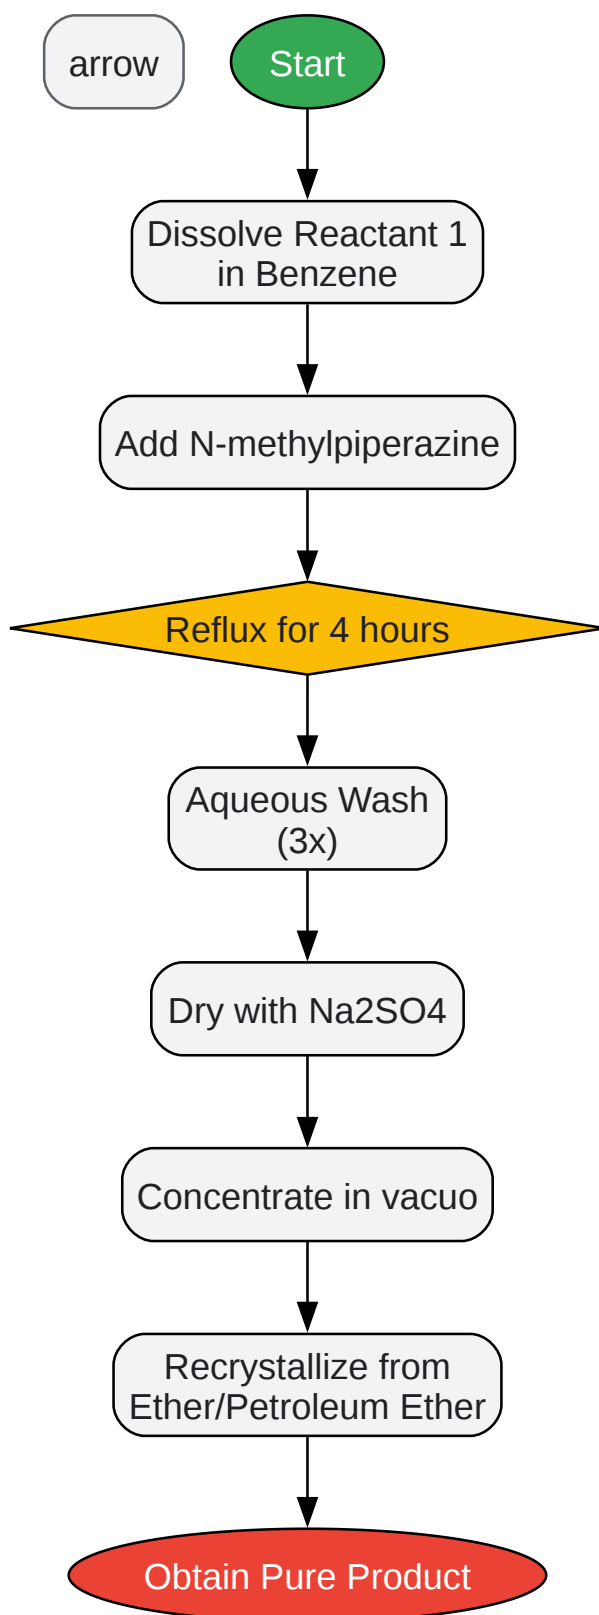 arrow
Start
Dissolve Reactant 1
in Benzene
Add N-methylpiperazine
Reflux for 4 hours
Aqueous Wash
(3x)
Dry with Na2SO4
Concentrate in vacuo
Recrystallize from
Ether/Petroleum Ether
Obtain Pure Product